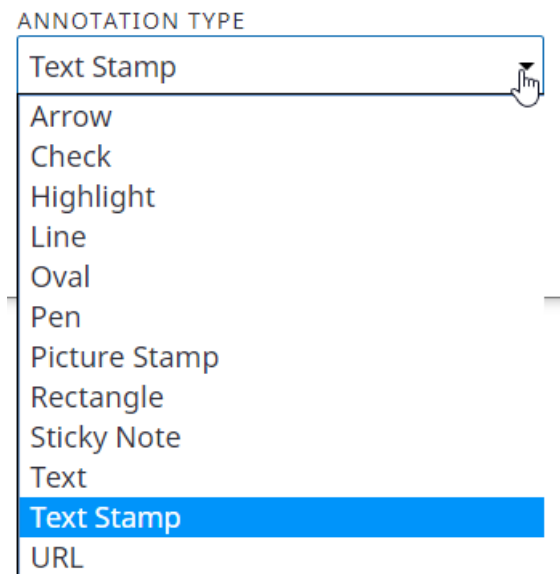 ANNOTATION TYPE
Text Stamp
Arrow
Check
Highlight
Line
Oval
Pen
Picture Stamp
Rectangle
Sticky Note
Text
Text Stamp
URL